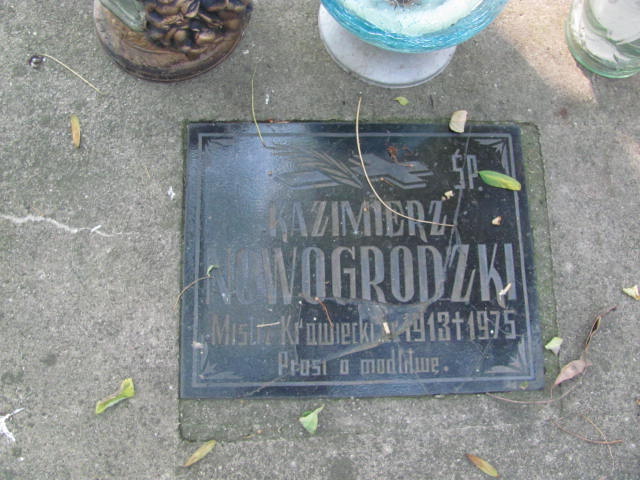 ŚP.
KAZIMIERZ
NOWOGRODZKI
Mistrz Krawiecki * 1913 † 1975
Prosi o modlitwę.